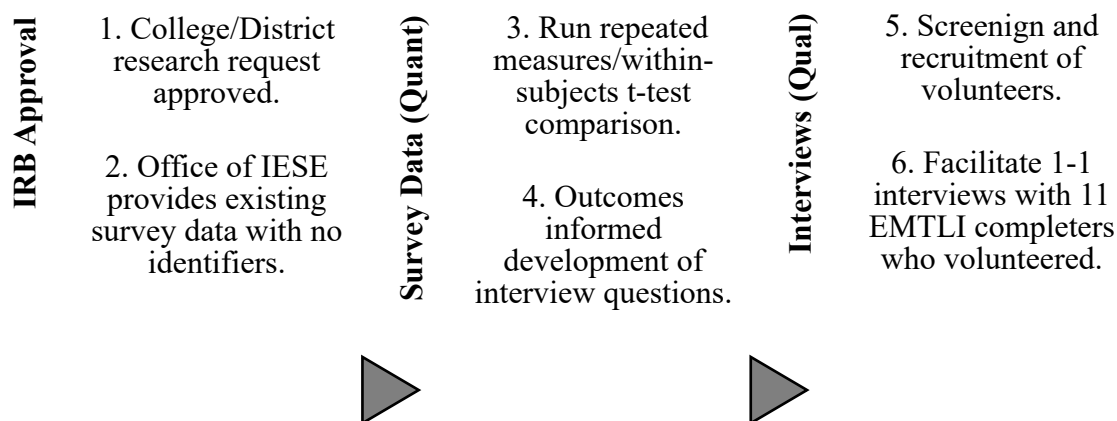 IRB Approval
1. College/District
research request
approved.
2. Office of IESE
provides existing
survey data with no
identifiers.
Survey Data (Quant)
3. Run repeated
measures/within-
subjects t-test
comparison.
4. Outcomes
informed
development of
interview questions.
Interviews (Qual)
5. Screenign and
recruitment of
volunteers.
6. Facilitate 1-1
interviews with 11
EMTLI completers
who volunteered.